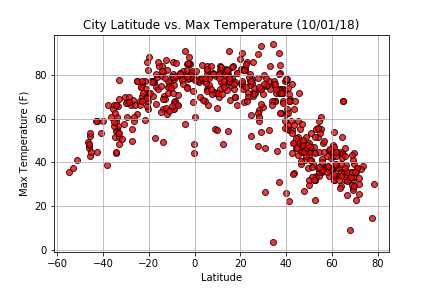 City Latitude vs. Max Temperature (10/01/18)
Max Temperature (F)
80
60
40
20
0
−60 −40 −20 0 20 40 60 80
Latitude